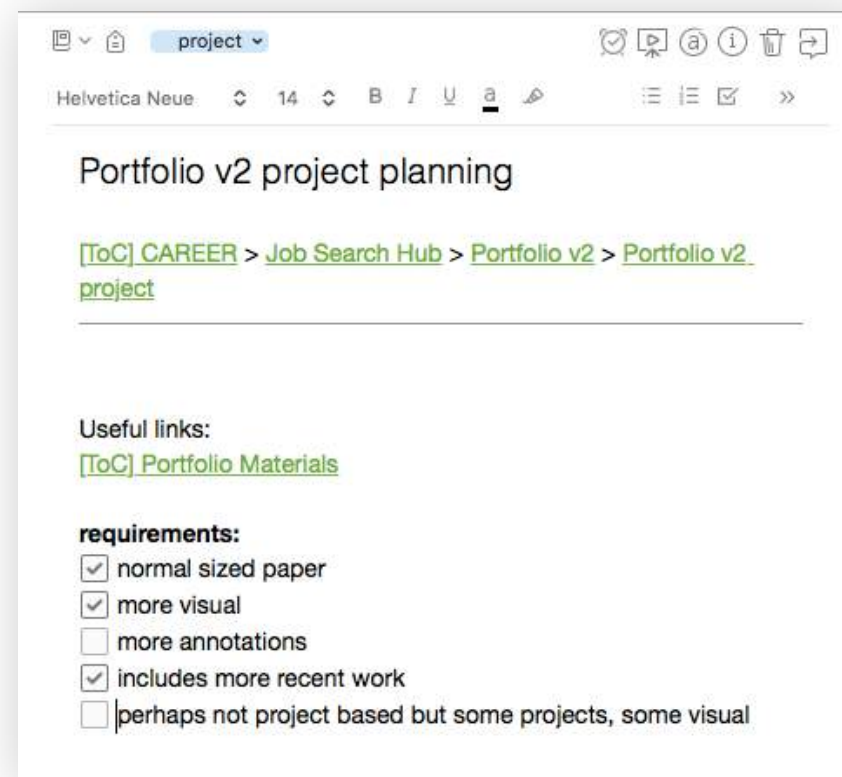 project
Helvetica Neue 14 B I U a
Portfolio v2 project planning
[ToC] CAREER > Job Search Hub > Portfolio v2 > Portfolio v2
project
Useful links:
[ToC] Portfolio Materials
requirements:
normal sized paper
more visual
more annotations
includes more recent work
perhaps not project based but some projects, some visual